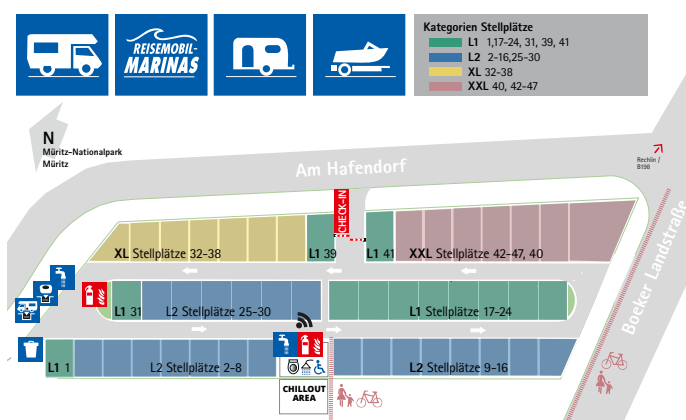 REISEMOBIL-
MARINAS
Kategorien Stellplätze
L1 1,17-24, 31, 39, 41
L2 2-16,25-30
XL 32-38
XXL 40, 42-47
N
Müritz-Nationalpark
Müritz
Am Hafendorf
Rechlin /
B198
CHECK-IN
XL Stellplätze 32-38
L1 39
L1 41
XXL Stellplätze 42-47, 40
Boeker Landstraße
L1 31
L2 Stellplätze 25-30
L1 Stellplätze 17-24
L1 1
L2 Stellplätze 2-8
L2 Stellplätze 9-16
CHILLOUT
AREA